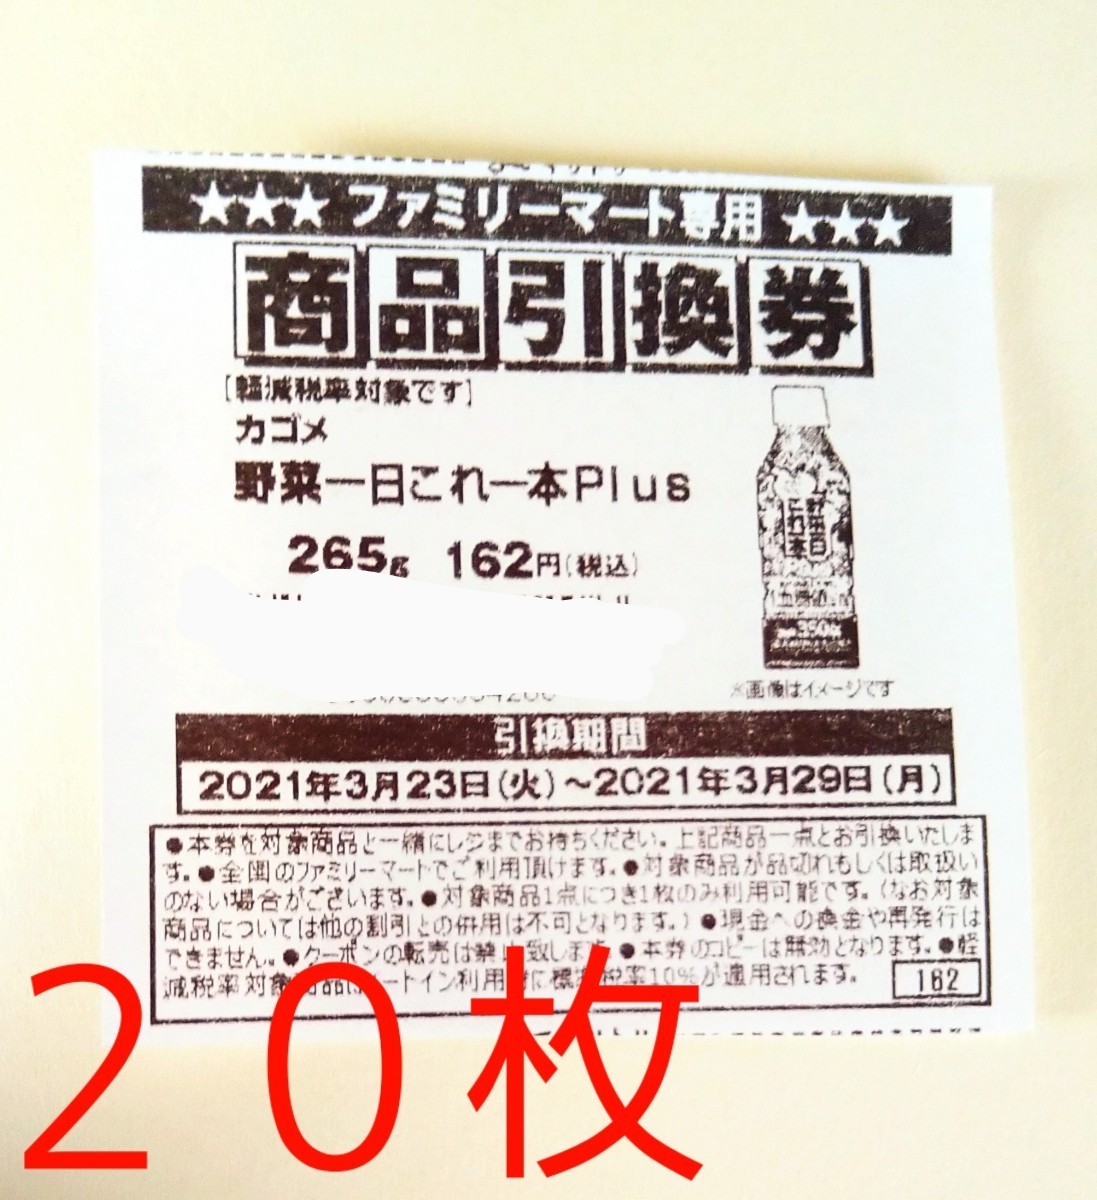 ★★★ ファミリーマート専用 ★★★
商品引換券
[軽減税率対象です]
カゴメ
野菜一日これ一本Plus
265g 162円(税込)
野菜一日
これ一本
350
※画像はイメージです
引換期間
2021年3月23日(火)~2021年3月29日(月)
●本券を対象商品と一緒にレジまでお持ちください。上記商品一点とお引換いたしま
す。●全国のファミリーマートでご利用頂けます。●対象商品が品切れもしくは取扱い
のない場合がございます。●対象商品1点につき1枚のみ利用可能です。(なお対象
商品については他の割引との併用は不可となります。)●現金への換金や再発行は
できません。●クーポンの転売は禁止致します。●本券のコピーは無効となります。●軽
減税率対象商品はイートイン利用時に標準税率10%が適用されます。
162
20枚